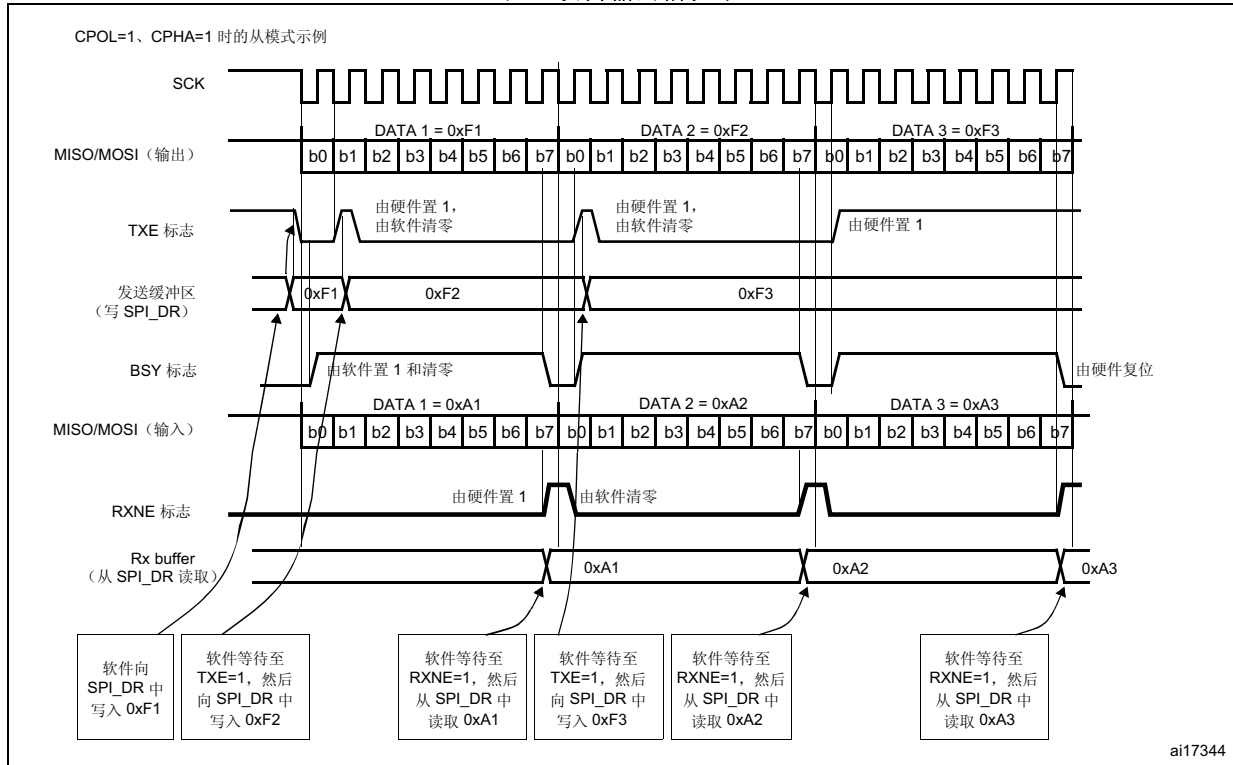 CPOL=1、CPHA=1 时的从模式示例
SCK
DATA 1 = 0xF1
DATA 2 = 0xF2
DATA 3 = 0xF3
MISO/MOSI（输出）
b0 b1 b2 b3 b4 b5 b6 b7 b0 b1 b2 b3 b4 b5 b6 b7 b0 b1 b2 b3 b4 b5 b6 b7
TXE 标志
由硬件置 1，
由软件清零
由硬件置 1，
由软件清零
由硬件置 1
发送缓冲区
（写 SPI_DR）
0xF1
0xF2
0xF3
BSY 标志
由软件置 1 和清零
由硬件复位
DATA 1 = 0xA1
DATA 2 = 0xA2
DATA 3 = 0xA3
MISO/MOSI（输入）
b0 b1 b2 b3 b4 b5 b6 b7 b0 b1 b2 b3 b4 b5 b6 b7 b0 b1 b2 b3 b4 b5 b6 b7
RXNE 标志
由硬件置 1
由软件清零
Rx buffer
（从 SPI_DR 读取）
0xA1
0xA2
0xA3
软件向
SPI_DR 中
写入 0xF1
软件等待至
TXE=1，然后
向 SPI_DR 中
写入 0xF2
软件等待至
RXNE=1，然后
从 SPI_DR 中
读取 0xA1
软件等待至
TXE=1，然后
向 SPI_DR 中
写入 0xF3
软件等待至
RXNE=1，然后
从 SPI_DR 中
读取 0xA2
软件等待至
RXNE=1，然后
从 SPI_DR 中
读取 0xA3
ai17344